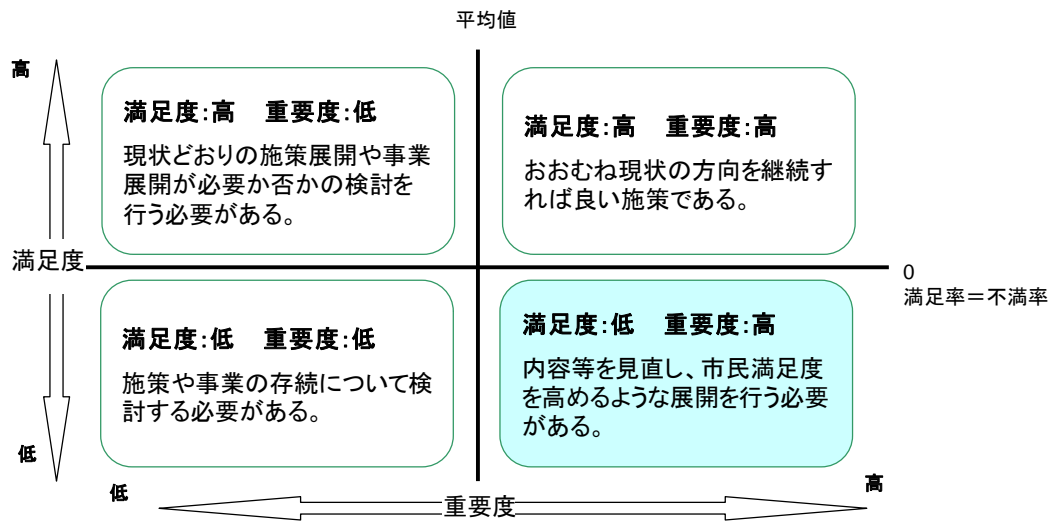 平均値
高
満足度:高　重要度:低
現状どおりの施策展開や事業
展開が必要か否かの検討を
行う必要がある。
満足度:高　重要度:高
おおむね現状の方向を継続す
れば良い施策である。
満足度
0
満足率＝不満率
満足度:低　重要度:低
施策や事業の存続について検
討する必要がある。
満足度:低　重要度:高
内容等を見直し、市民満足度
を高めるような展開を行う必要
がある。
低
低
重要度
高